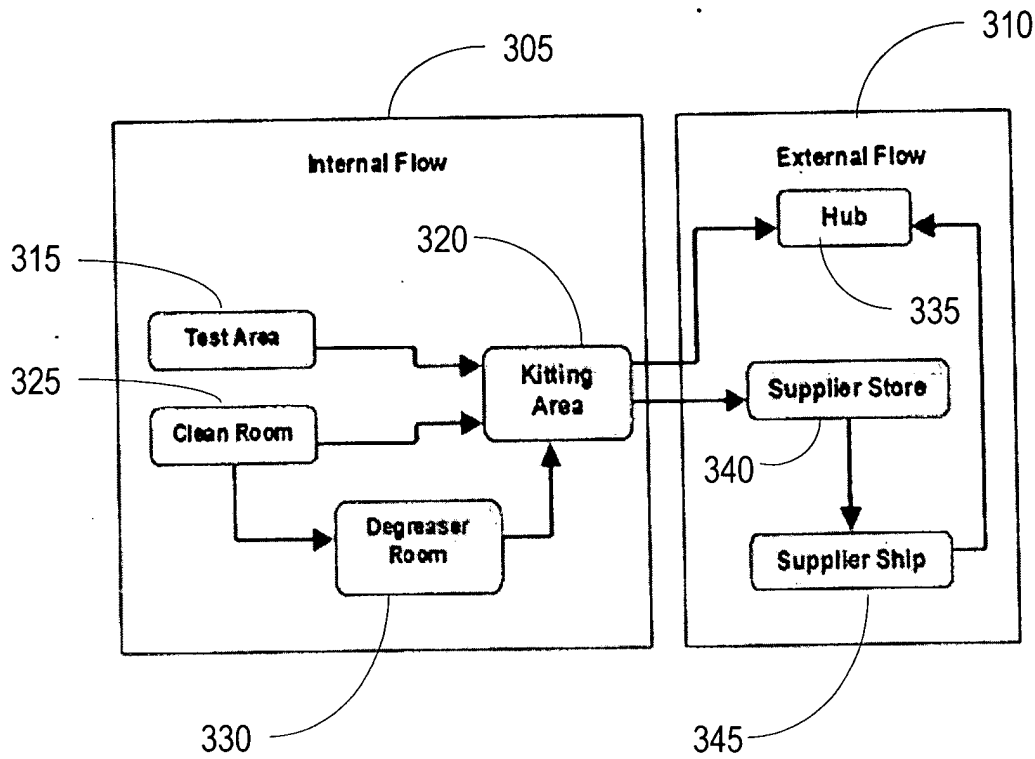 305
310
Internal Flow
External Flow
Hub
335
315
320
Test Area
325
Kitting
Area
Supplier Store
Clean Room
340
Degreaser
Room
Supplier Ship
330
345